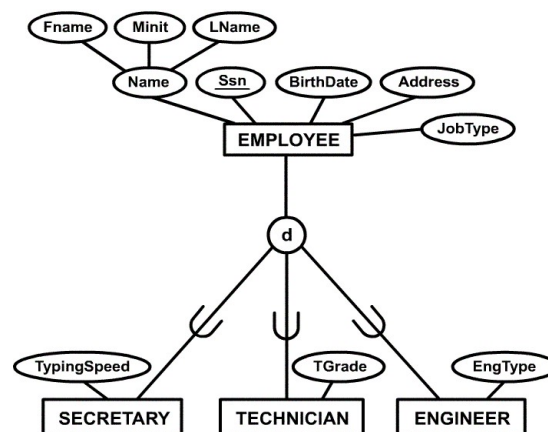 Fname Minit LName
Name Ssn BirthDate Address
JobType
EMPLOYEE
d
TypingSpeed TGrade EngType
SECRETARY TECHNICIAN ENGINEER